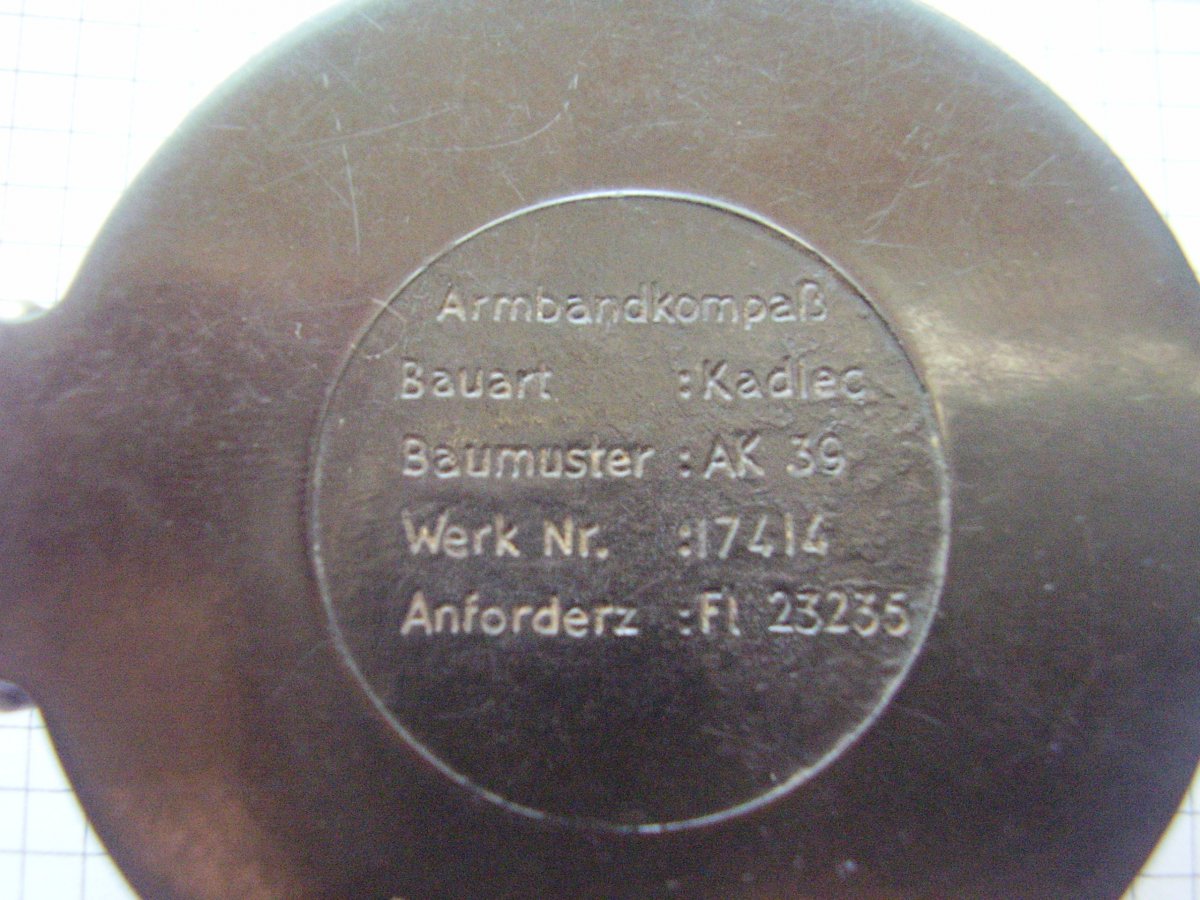 Armbandkompaß
Bauart : Kadlec
Baumuster : AK 39
Werk Nr. : 17414
Anforderz : Fl 23235